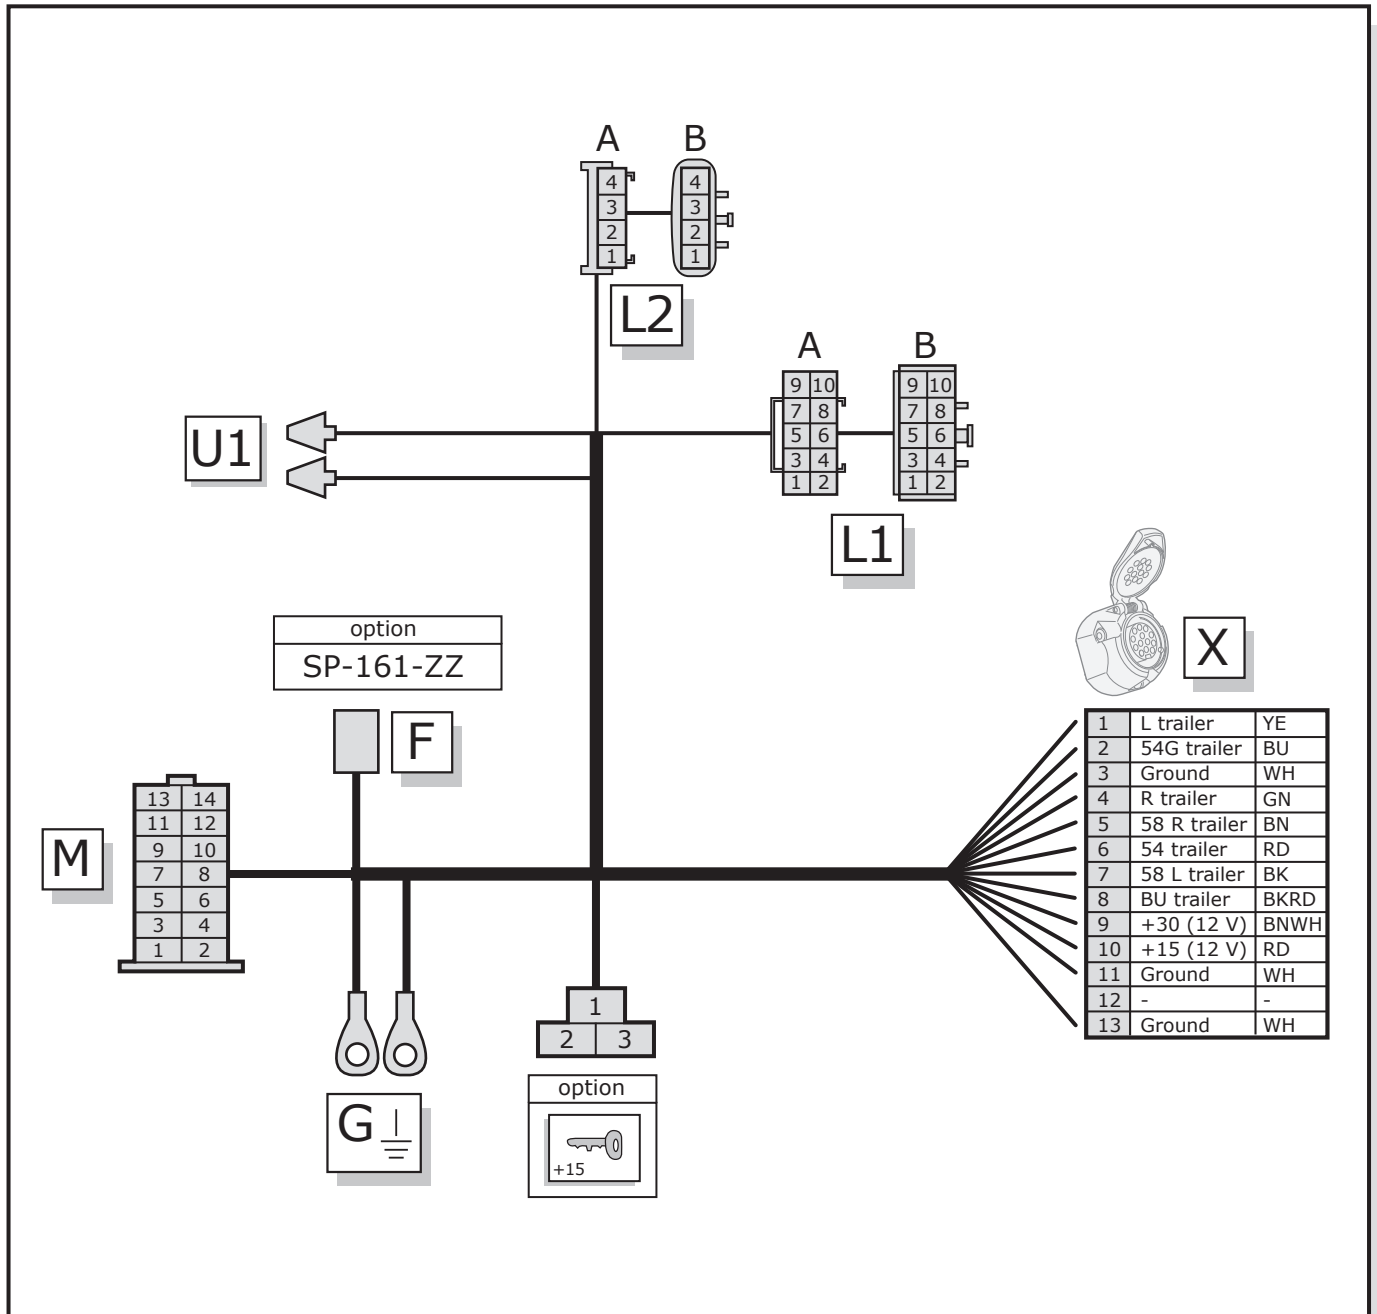 A B
4 4
3 3
2 2
1 1
L2
A B
9 10 9 10
7 8 7 8
5 6 5 6
3 4 3 4
1 2 1 2
L1
U1
option
SP-161-ZZ
F
X
M
13 14
11 12
9 10
7 8
5 6
3 4
1 2
1 L trailer YE
2 54G trailer BU
3 Ground WH
4 R trailer GN
5 58 R trailer BN
6 54 trailer RD
7 58 L trailer BK
8 BU trailer BKRD
9 +30 (12 V) BNWH
10 +15 (12 V) RD
11 Ground WH
12 - -
13 Ground WH
G
1
2 3
option
+15